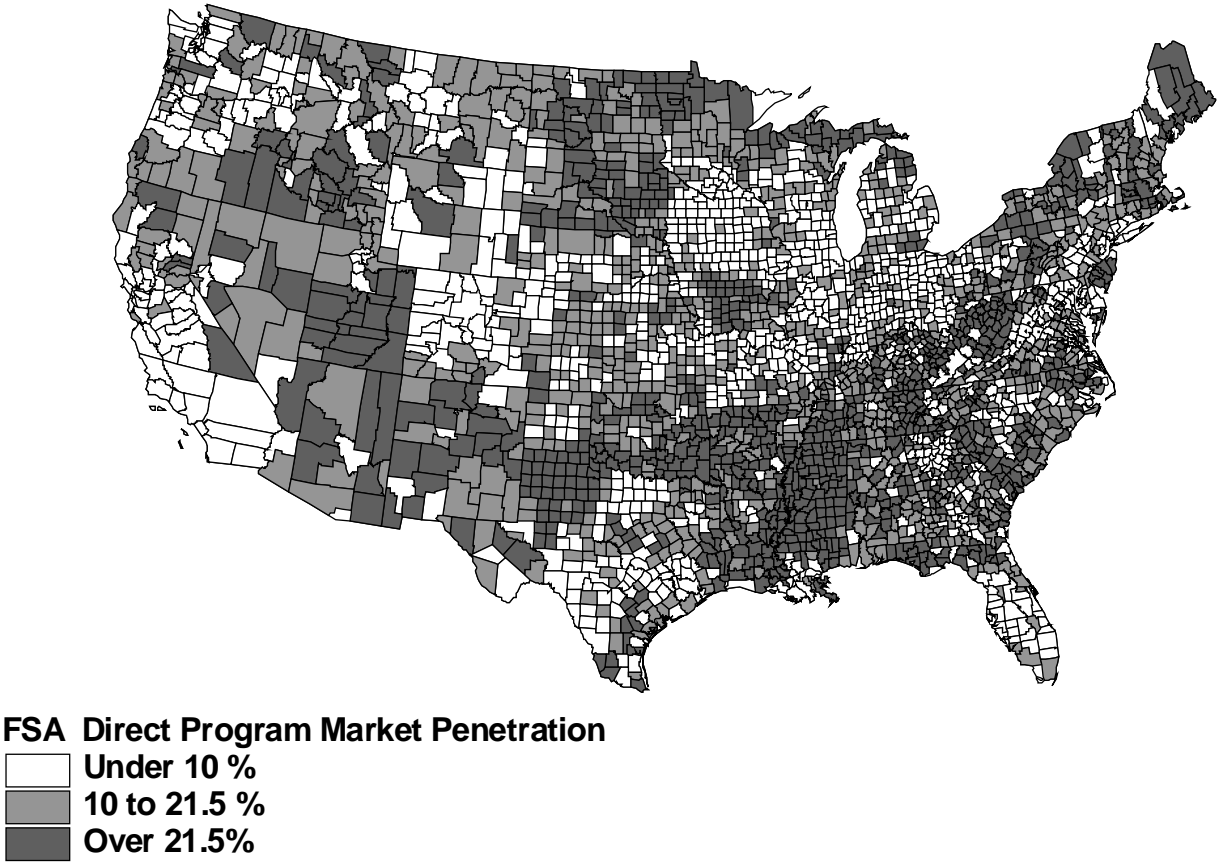 FSA Direct Program Market Penetration
Under 10 %
10 to 21.5 %
Over 21.5%